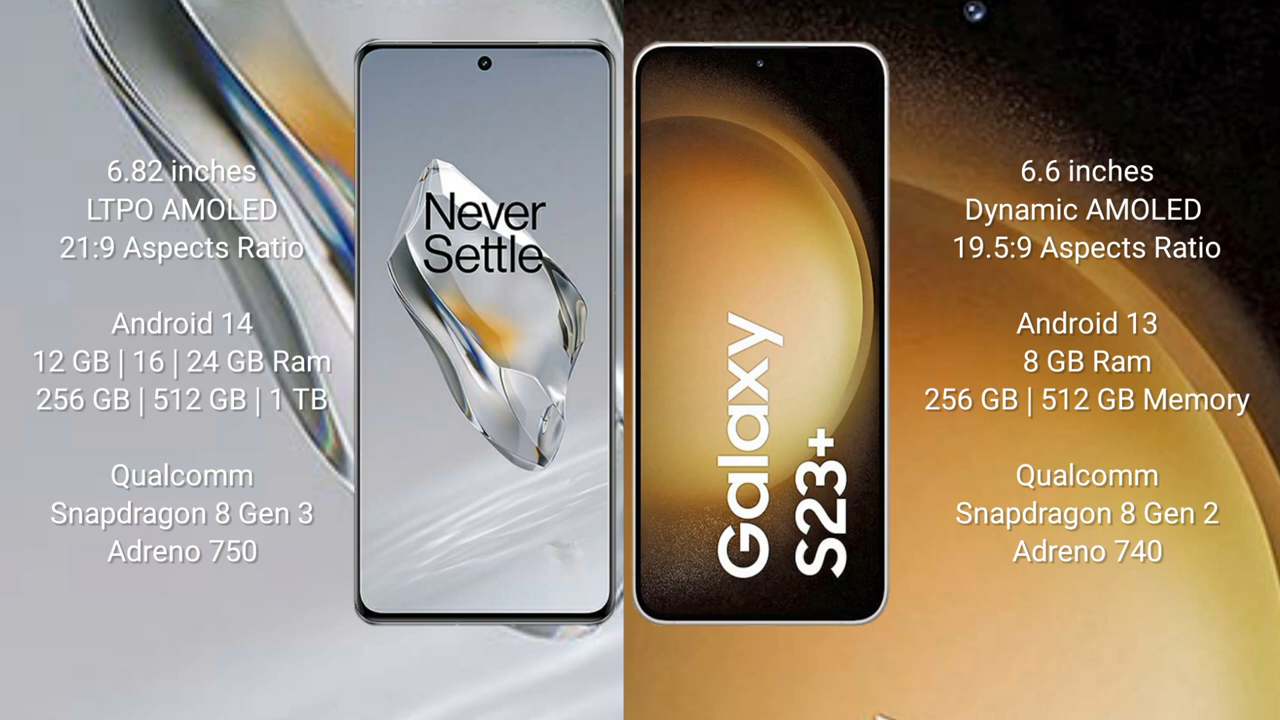 6.82 inches
LTPO AMOLED
21:9 Aspects Ratio
Android 14
12 GB | 16 | 24 GB Ram
256 GB | 512 GB | 1 TB
Qualcomm
Snapdragon 8 Gen 3
Adreno 750
Never
Settle
Galaxy
S23+
6.6 inches
Dynamic AMOLED
19.5:9 Aspects Ratio
Android 13
8 GB Ram
256 GB | 512 GB Memory
Qualcomm
Snapdragon 8 Gen 2
Adreno 740